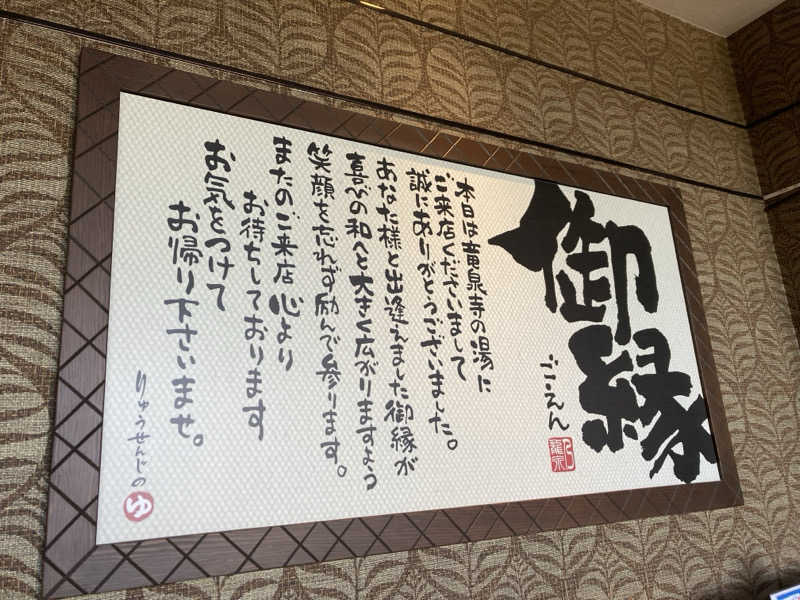 御縁
ごえん
本日は竜泉寺の湯に
ご来店くださいまして
誠にありがとうございました。
あなた様と出逢えました御縁が
喜びの和へと大きく広がりますよう
笑顔を忘れず励んで参ります。
またのご来店心より
お待ちしております
お気をつけて
お帰り下さいませ。
りゅうせんじの
ゆ